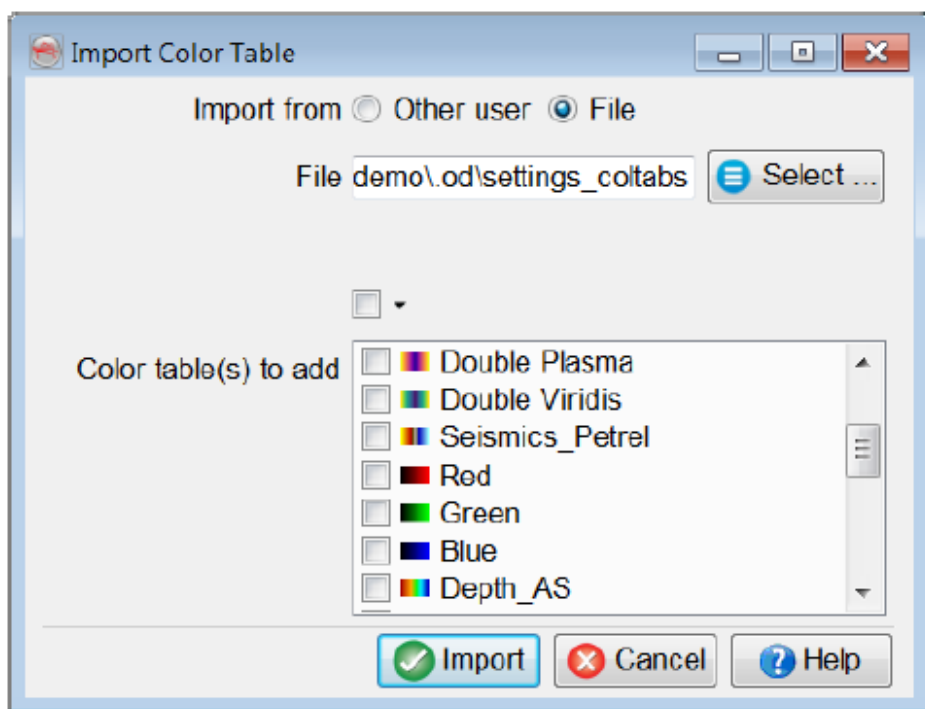 Import Color Table
Import from Other user File
File demo\.od\settings_coltabs Select ...
Color table(s) to add
Double Plasma
Double Viridis
Seismics_Petrel
Red
Green
Blue
Depth_AS
Import Cancel Help